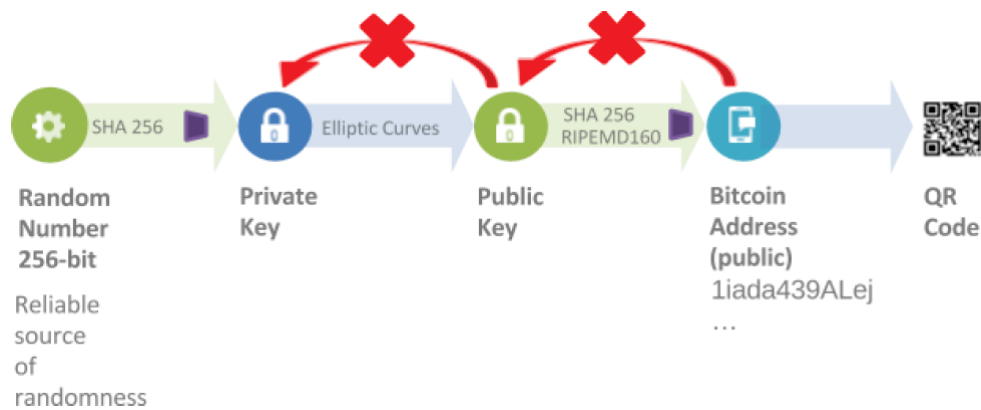 SHA 256
Elliptic Curves
SHA 256
RIPEMD160
Random
Number
256-bit
Reliable
source
of
randomness
Private
Key
Public
Key
Bitcoin
Address
(public)
1iada439ALej
...
QR
Code